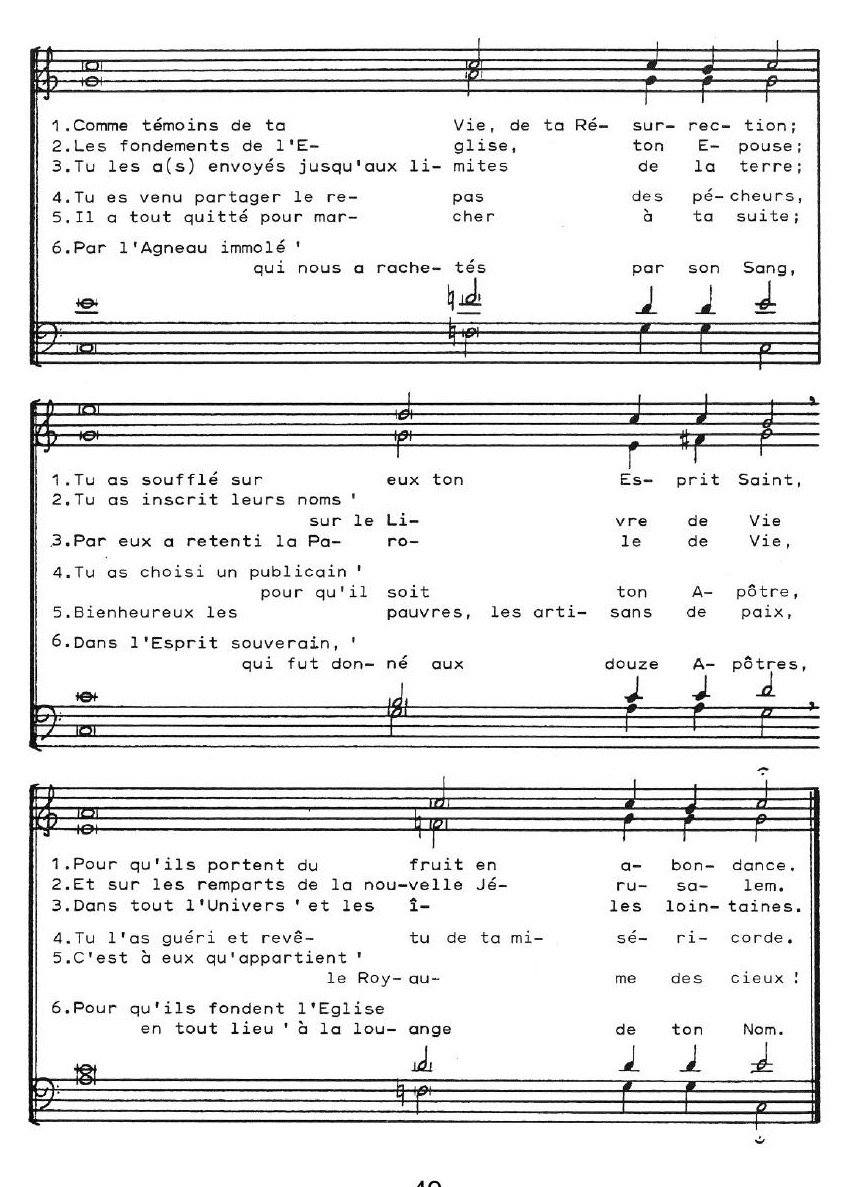 1.Comme témoins de ta Vie, de ta Ré- sur- rec- tion;
2.Les fondements de l'E- glise, ton E- pouse;
3.Tu les a(s) envoyés jusqu'aux li- mites de la terre;
4.Tu es venu partager le re- pas des pé- cheurs,
5.Il a tout quitté pour mar- cher à ta suite;
6.Par l'Agneau immolé '
qui nous a rache- tés par son Sang,
1.Tu as soufflé sur eux ton Es- prit Saint,
2.Tu as inscrit leurs noms '
sur le Li- vre de Vie
3.Par eux a retenti la Pa- ro- le de Vie,
4.Tu as choisi un publicain '
pour qu'il soit ton A- pôtre,
5.Bienheureux les pauvres, les arti- sans de paix,
6.Dans l'Esprit souverain, '
qui fut don- né aux douze A- pôtres,
1.Pour qu'ils portent du fruit en a- bon- dance.
2.Et sur les remparts de la nou-velle Jé- ru- sa- lem.
3.Dans tout l'Univers ' et les î- les loin- taines.
4.Tu l'as guéri et revê- tu de ta mi- sé- ri- corde.
5.C'est à eux qu'appartient '
le Roy- au- me des cieux !
6.Pour qu'ils fondent l'Eglise
en tout lieu ' à la lou- ange de ton Nom.